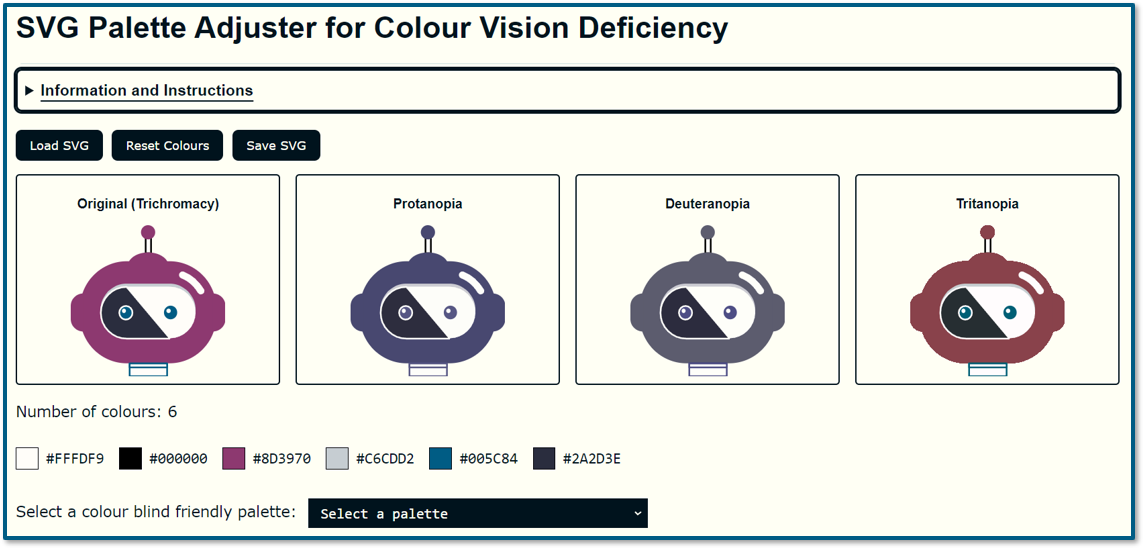 SVG Palette Adjuster for Colour Vision Deficiency
Information and Instructions
Load SVG Reset Colours Save SVG
Original (Trichromacy) Protanopia Deuteranopia Tritanopia
Number of colours: 6
#FFFDF9 #000000 #8D3970 #C6CDD2 #005C84 #2A2D3E
Select a colour blind friendly palette: Select a palette